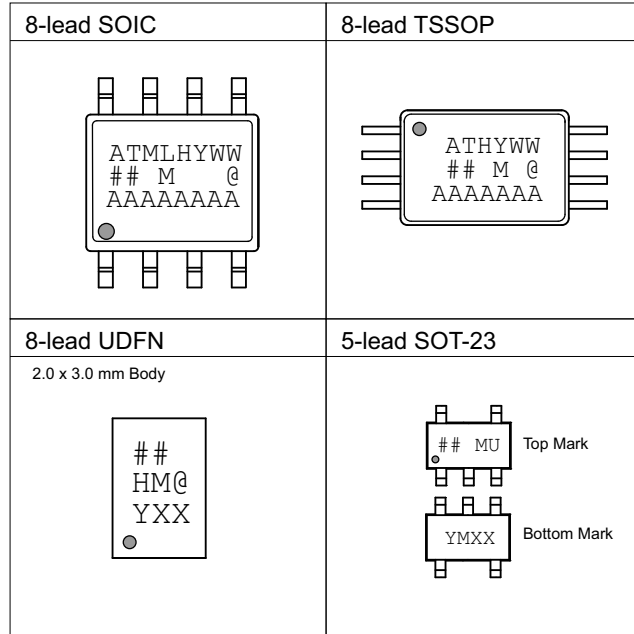 8-lead SOIC
ATMLHYWW
## M @
AAAAAAAA
8-lead TSSOP
ATHYWW
## M @
AAAAAAA
8-lead UDFN
2.0 x 3.0 mm Body
##
HM@
YXX
5-lead SOT-23
## MU
Top Mark
YMXX
Bottom Mark